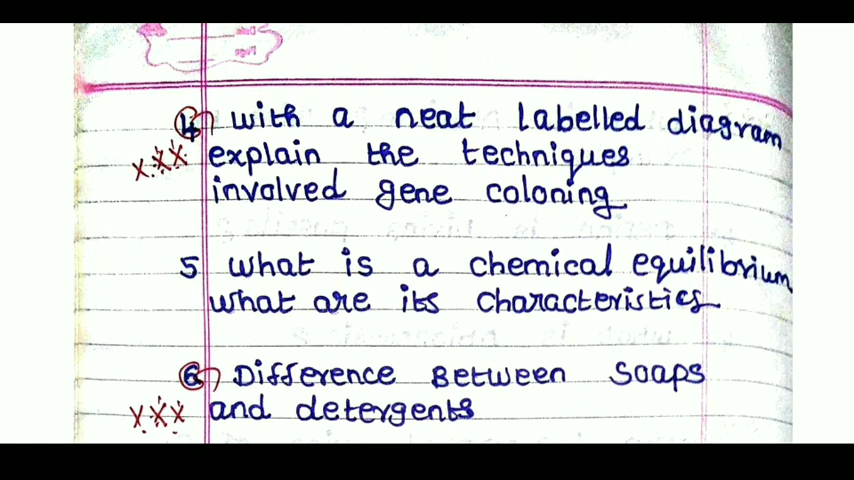 4) with a neat labelled diagram
xxx explain the techniques
involved gene coloning
5 what is a chemical equilibrium
what are its characteristics
6) Difference Between soaps
xxx and detergents